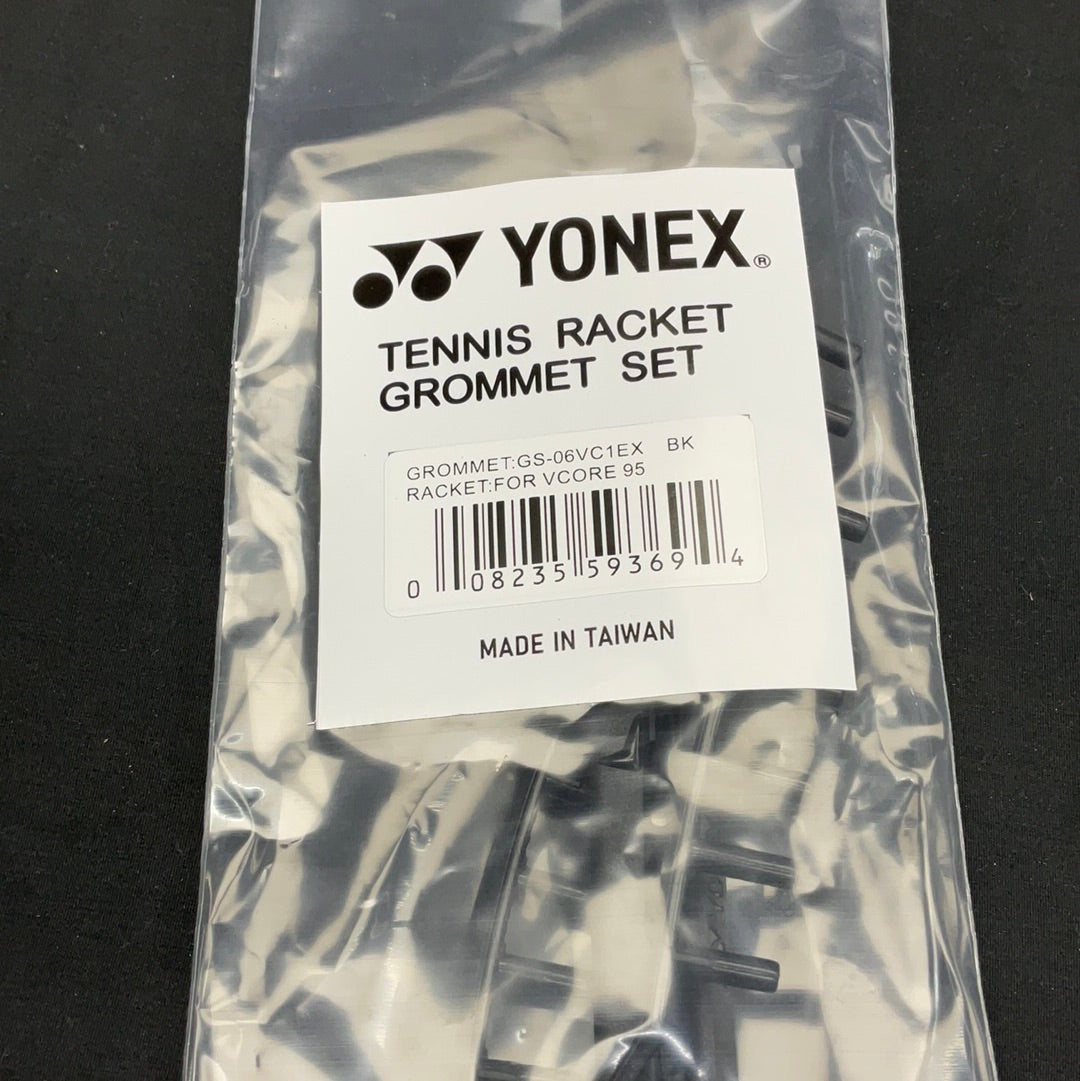 YONEX®
TENNIS RACKET
GROMMET SET
GROMMET:GS-06VC1EX BK
RACKET:FOR VCORE 95
0 08235 59369 4
MADE IN TAIWAN